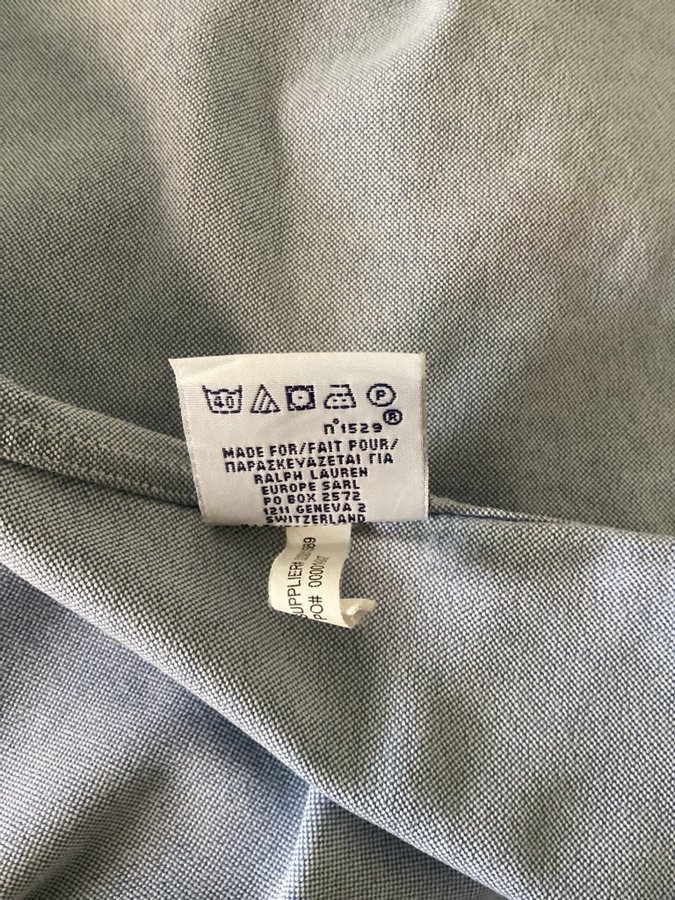 40 P ®
n°1529
MADE FOR/FAIT POUR/
ΠΑΡΑΣΚΕΥΑΖΕΤΑΙ ΓΙΑ
RALPH LAUREN
EUROPE SARL
PO BOX 2572
1211 GENEVA 2
SWITZERLAND
SUPPLIER#
PO#